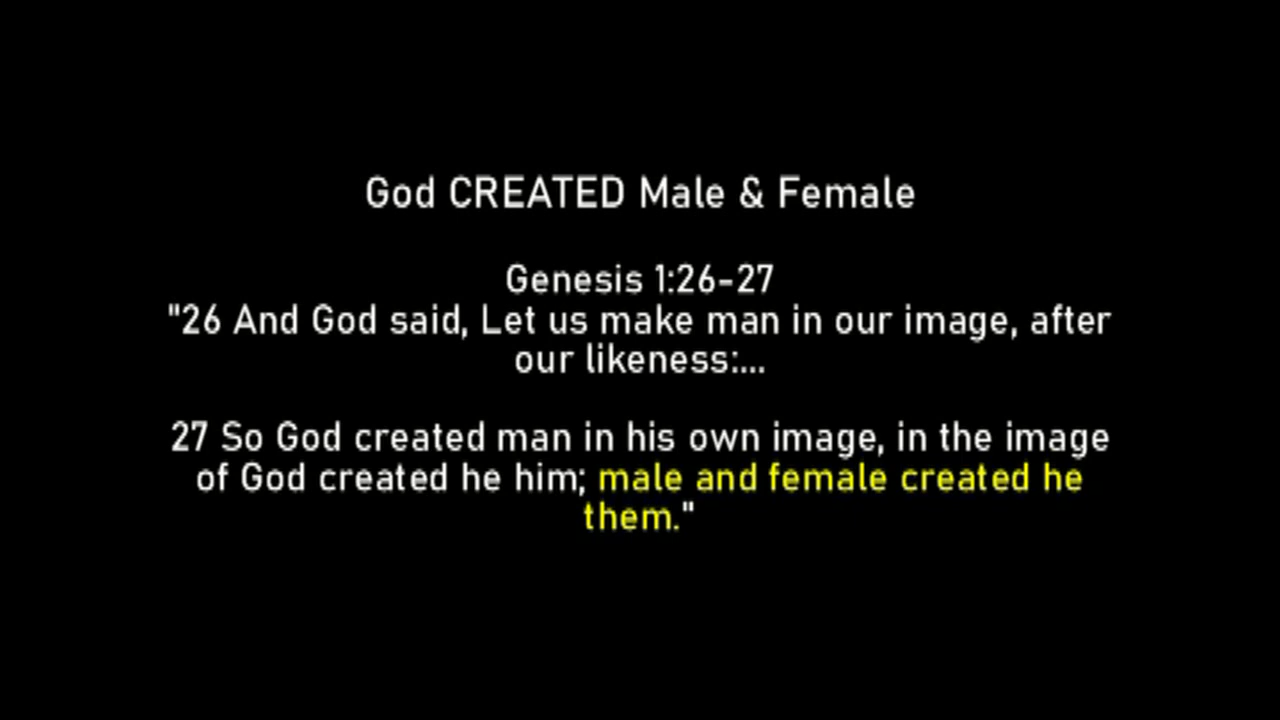 God CREATED Male & Female
Genesis 1:26-27
"26 And God said, Let us make man in our image, after
our likeness:...
27 So God created man in his own image, in the image
of God created he him; male and female created he
them."